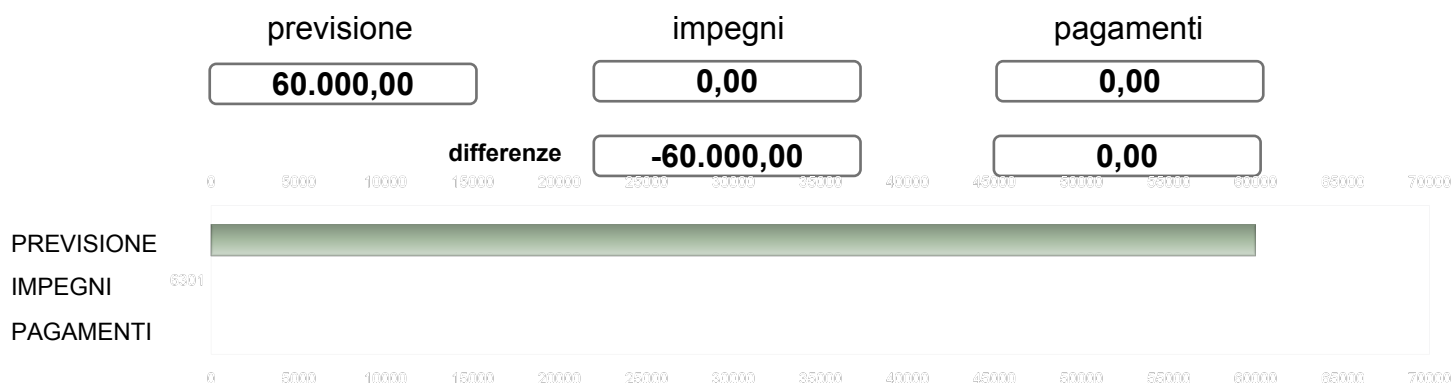 previsione impegni pagamenti
60.000,00 0,00 0,00
differenze -60.000,00 0,00
0 5000 10000 15000 20000 25000 30000 35000 40000 45000 50000 55000 60000 65000 70000
PREVISIONE
6301
IMPEGNI
PAGAMENTI
0 5000 10000 15000 20000 25000 30000 35000 40000 45000 50000 55000 60000 65000 70000